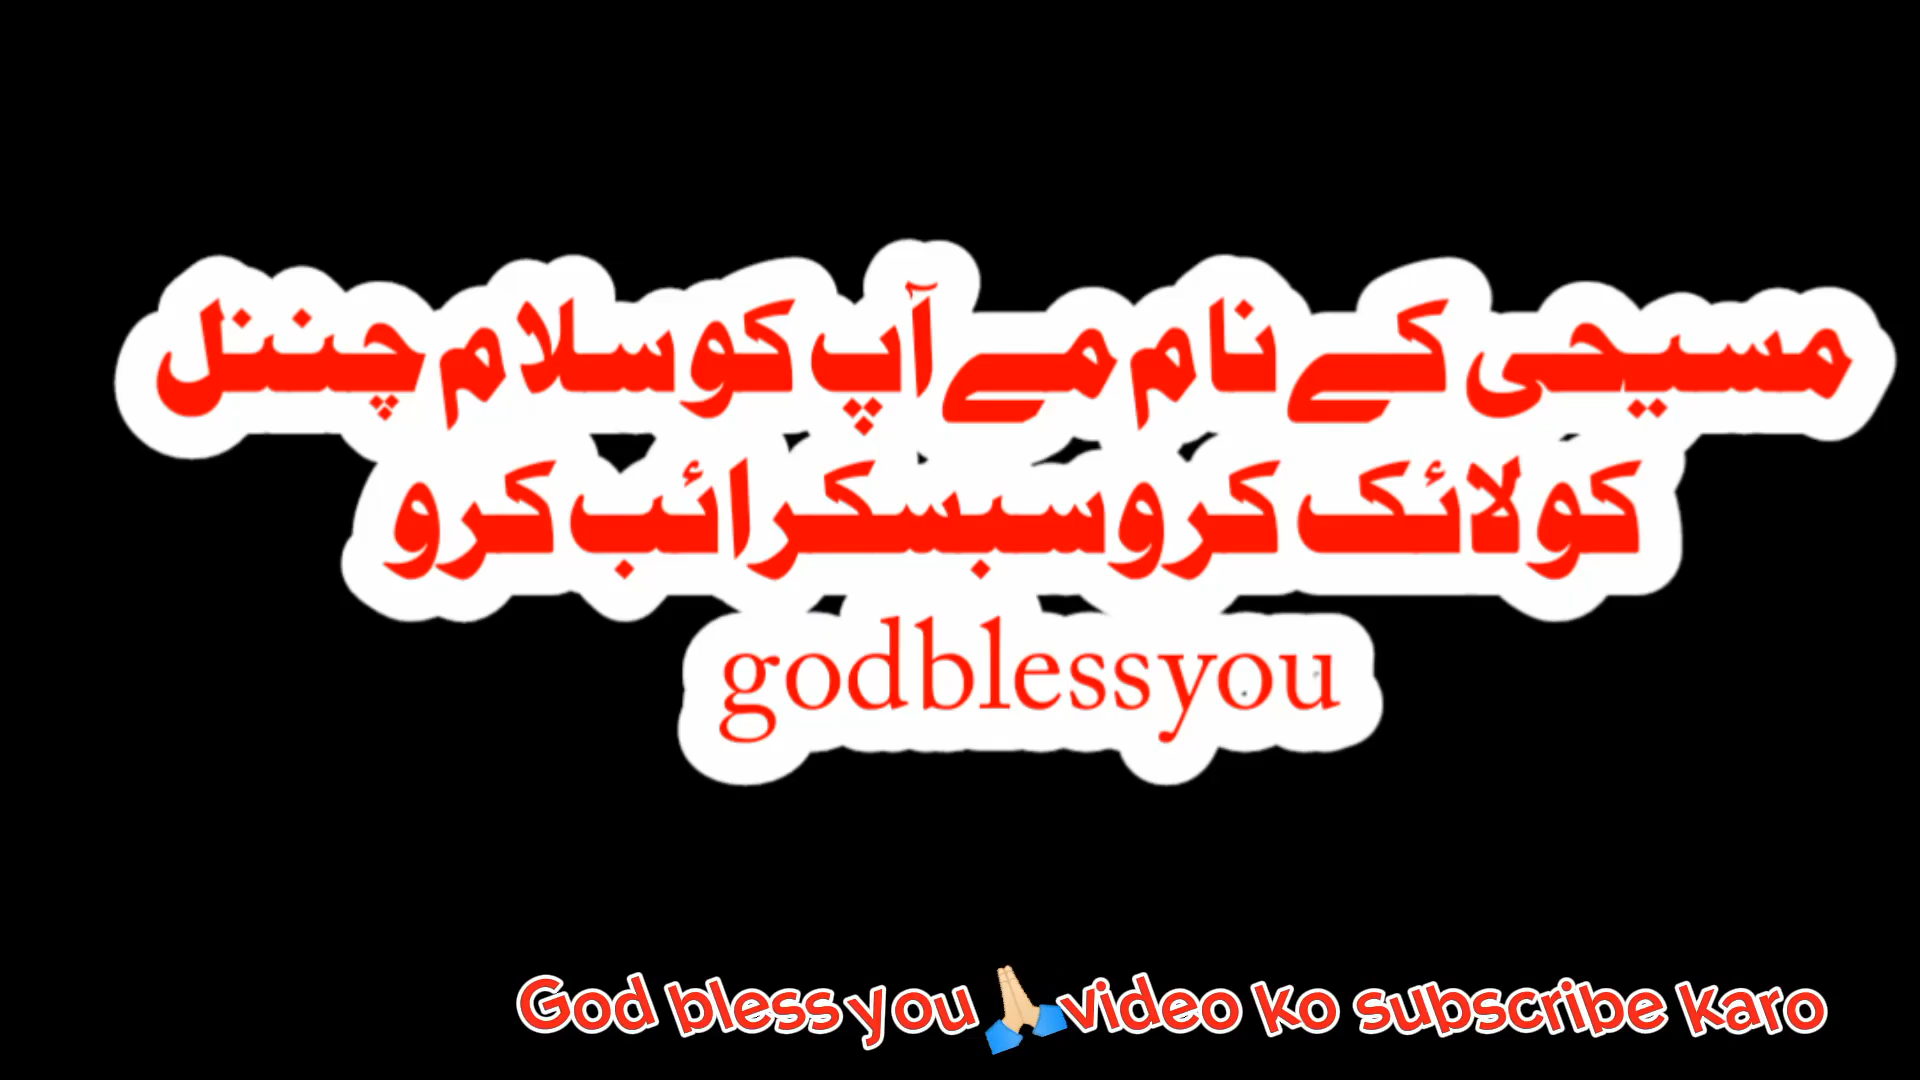 مسیحی کے نام مے آپ کو سلام چننل
کو لائک کرو سبسکرائب کرو
godblessyou
God bless you🙏🏻video ko subscribe karo